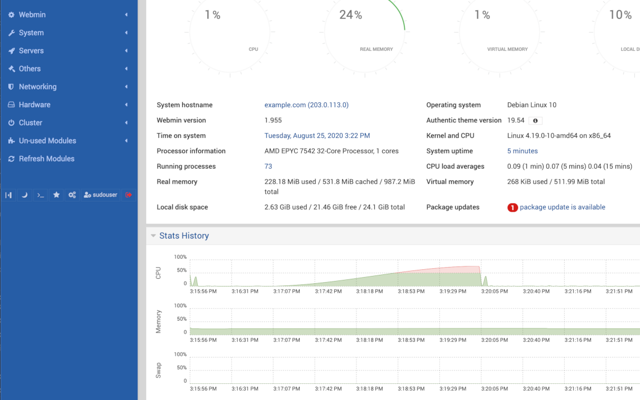 Webmin
System
Servers
Others
Networking
Hardware
Cluster
Un-used Modules
Refresh Modules
sudouser
1% 24% 1% 10%
CPU REAL MEMORY VIRTUAL MEMORY LOCAL D
System hostname example.com (203.0.113.0) Operating system Debian Linux 10
Webmin version 1.955 Authentic theme version 19.54
Time on system Tuesday, August 25, 2020 3:22 PM Kernel and CPU Linux 4.19.0-10-amd64 on x86_64
Processor information AMD EPYC 7542 32-Core Processor, 1 cores System uptime 5 minutes
Running processes 73 CPU load averages 0.09 (1 min) 0.07 (5 mins) 0.04 (15 mins)
Real memory 228.18 MiB used / 531.8 MiB cached / 987.2 MiB total Virtual memory 268 KiB used / 511.99 MiB total
Local disk space 2.63 GiB used / 21.46 GiB free / 24.1 GiB total Package updates 1 package update is available
Stats History
CPU
100%
50%
0
3:15:56 PM 3:16:31 PM 3:17:07 PM 3:17:42 PM 3:18:18 PM 3:18:53 PM 3:19:29 PM 3:20:05 PM 3:20:40 PM 3:21:16 PM 3:21:51 PM
Memory
100%
50%
0
3:15:56 PM 3:16:31 PM 3:17:07 PM 3:17:42 PM 3:18:18 PM 3:18:53 PM 3:19:29 PM 3:20:05 PM 3:20:40 PM 3:21:16 PM 3:21:51 PM
Swap
100%
50%
0
3:15:56 PM 3:16:31 PM 3:17:07 PM 3:17:42 PM 3:18:18 PM 3:18:53 PM 3:19:29 PM 3:20:05 PM 3:20:40 PM 3:21:16 PM 3:21:51 PM